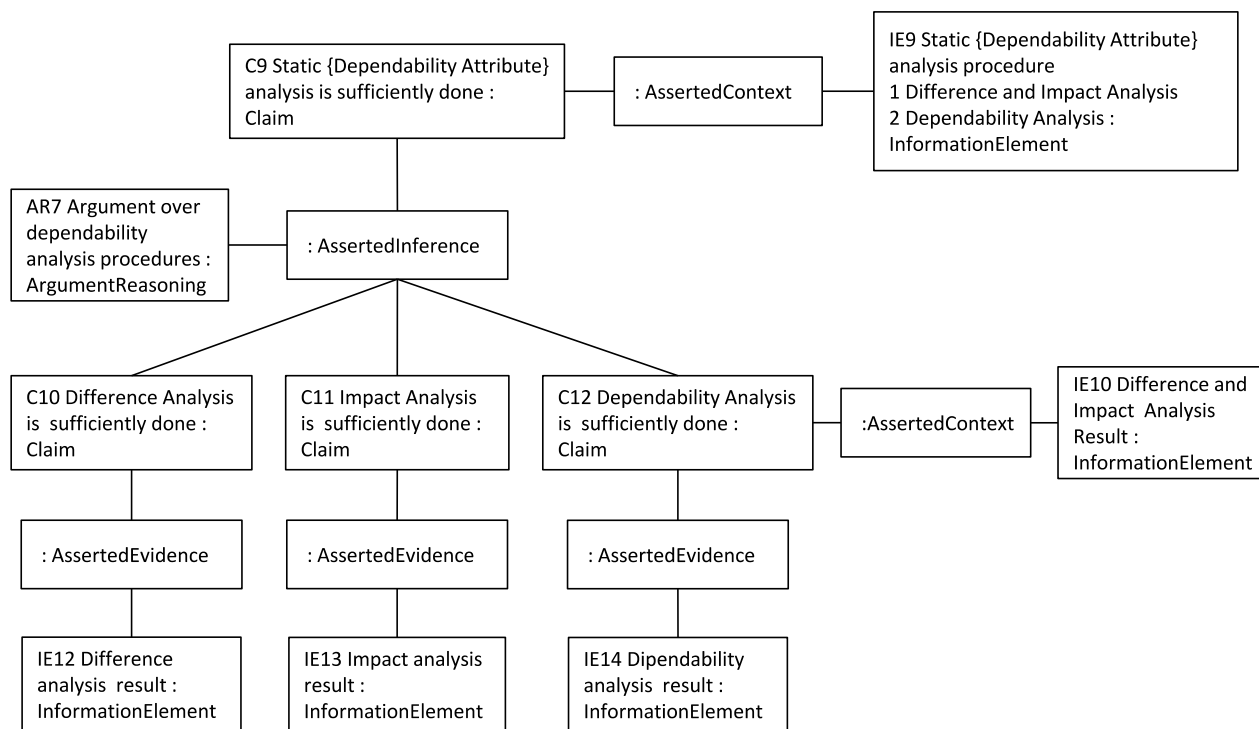 C9 Static {Dependability Attribute}
analysis is sufficiently done :
Claim
: AssertedContext
IE9 Static {Dependability Attribute}
analysis procedure
1 Difference and Impact Analysis
2 Dependability Analysis :
InformationElement
AR7 Argument over
dependability
analysis procedures :
ArgumentReasoning
: AssertedInference
C10 Difference Analysis
is sufficiently done :
Claim
C11 Impact Analysis
is sufficiently done :
Claim
C12 Dependability Analysis
is sufficiently done :
Claim
:AssertedContext
IE10 Difference and
Impact Analysis
Result :
InformationElement
: AssertedEvidence
: AssertedEvidence
: AssertedEvidence
IE12 Difference
analysis result :
InformationElement
IE13 Impact analysis
result :
InformationElement
IE14 Dipendability
analysis result :
InformationElement